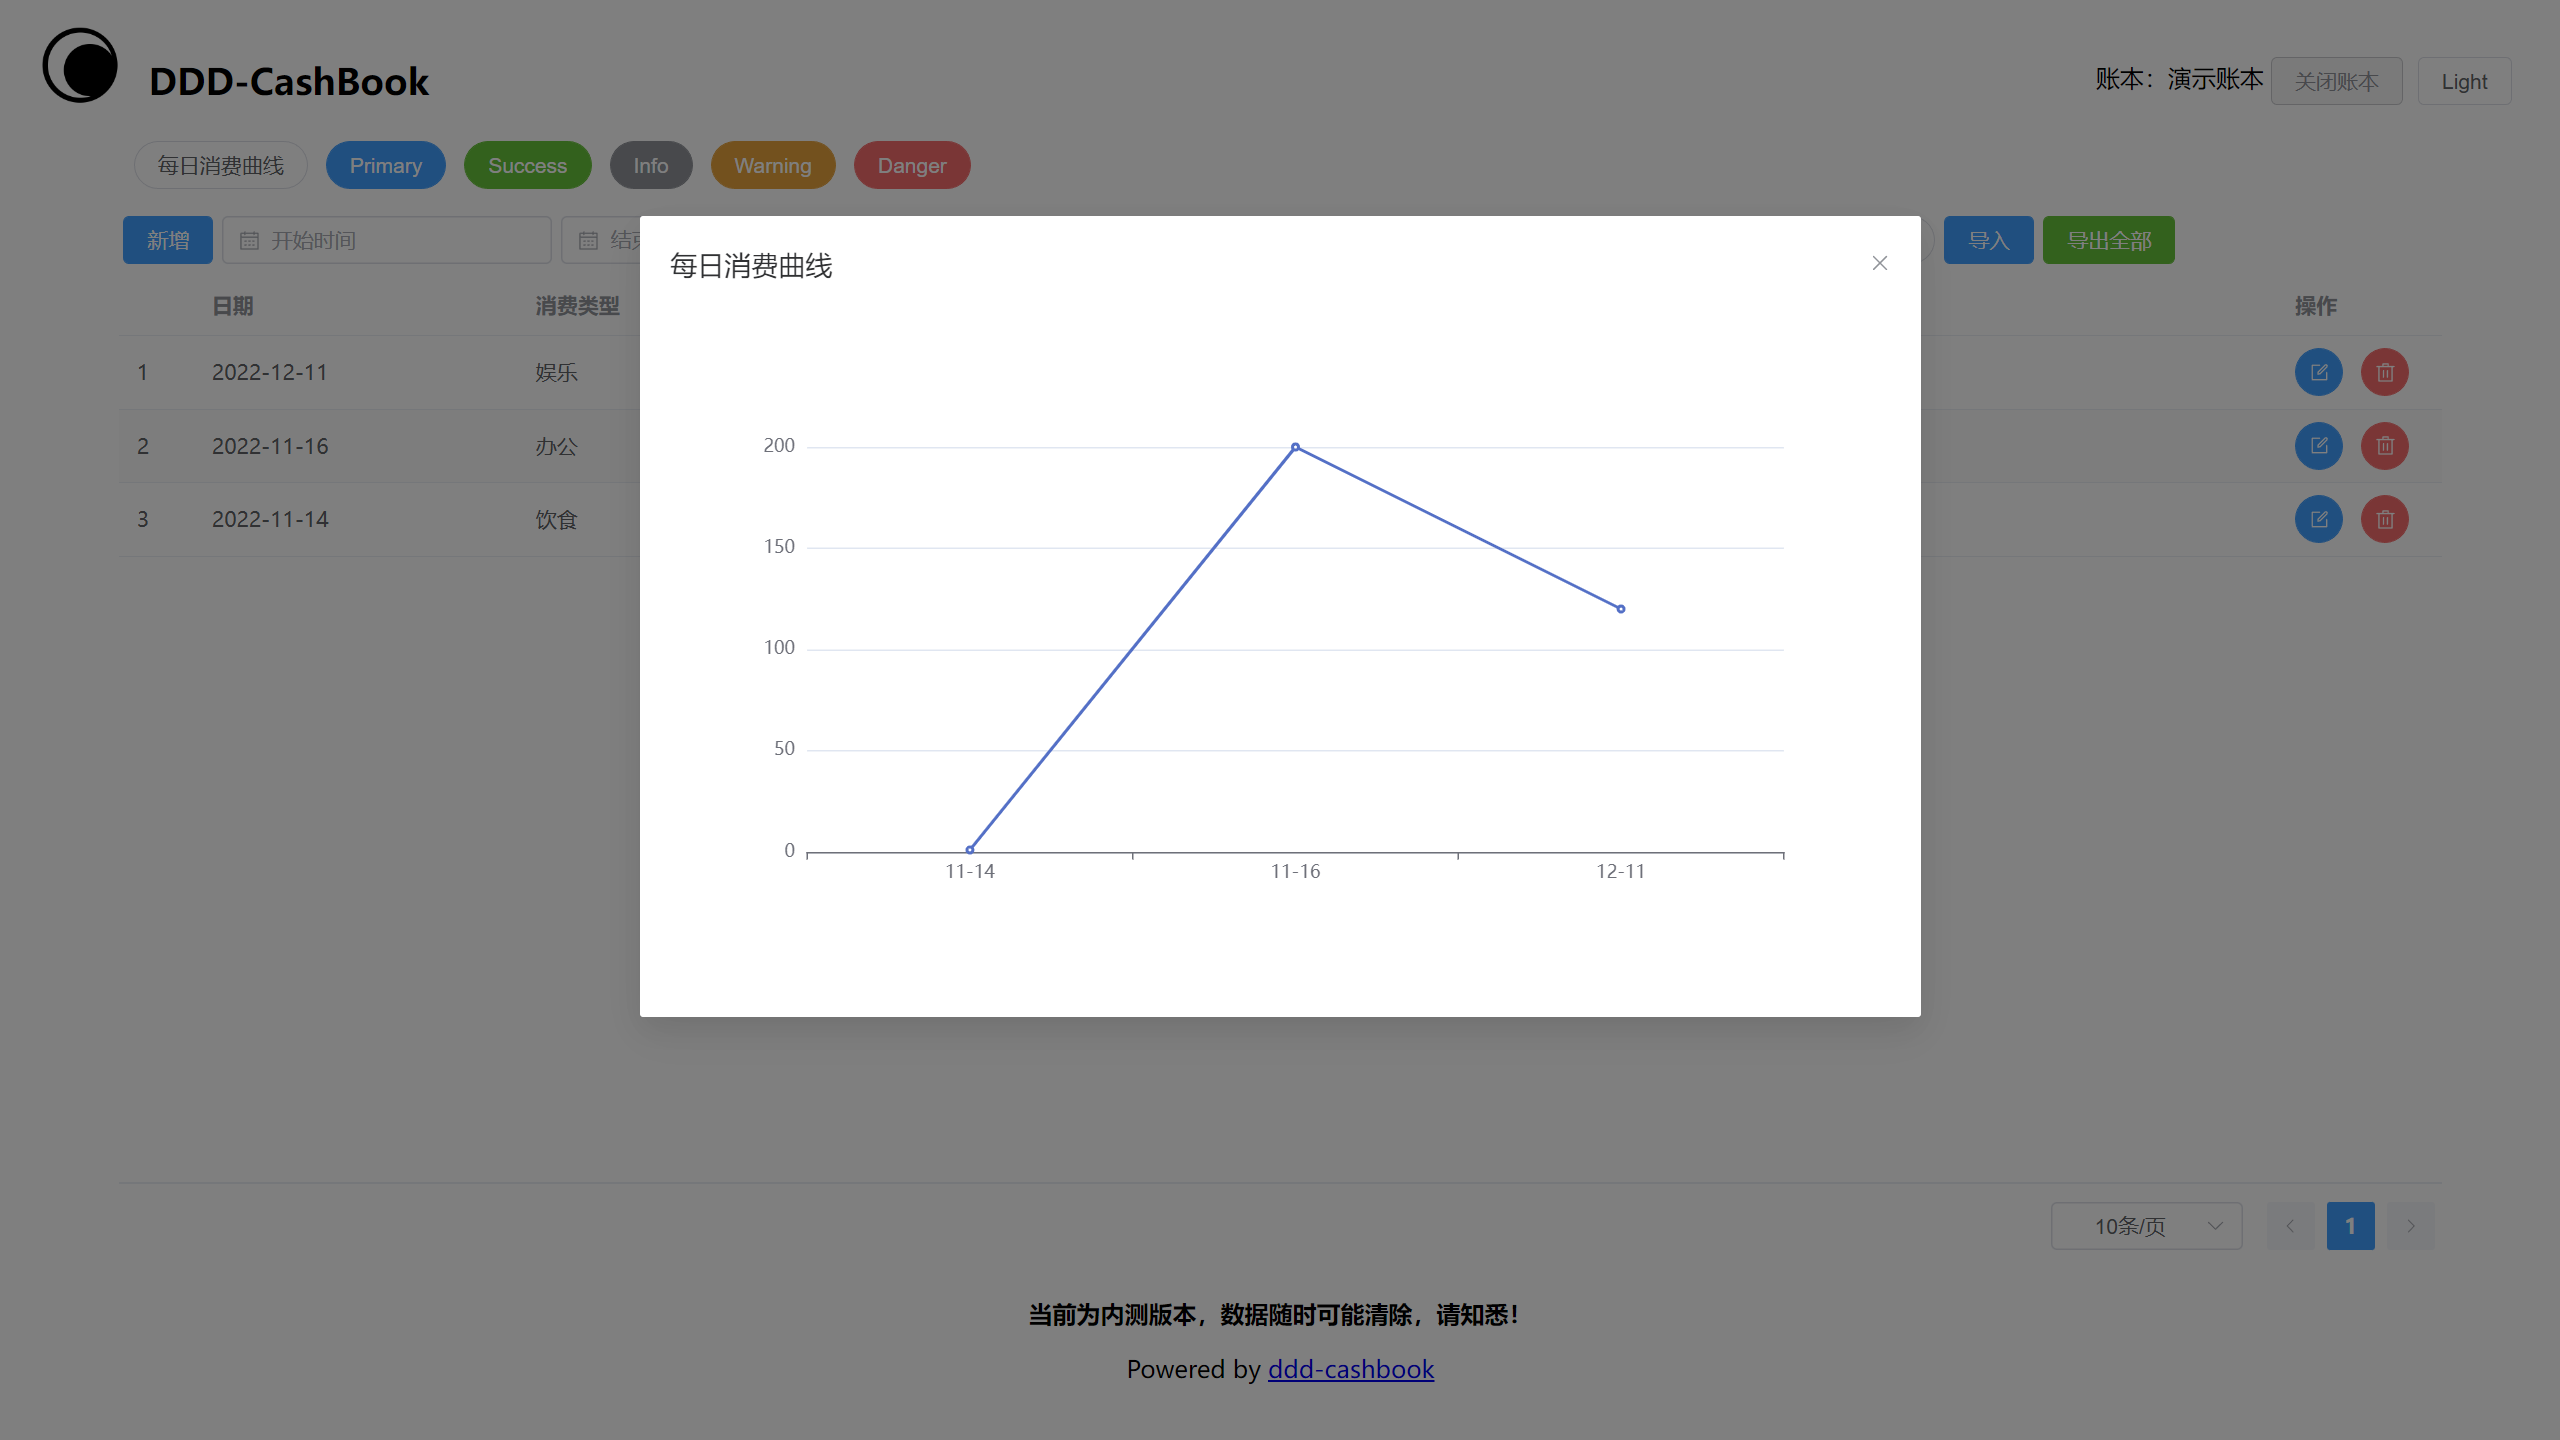 DDD-CashBook
账本：演示账本 关闭账本 Light
每日消费曲线 Primary Success Info Warning Danger
新增 开始时间 导入 导出全部
每日消费曲线
日期 消费类型 操作
1 2022-12-11 娱乐
2 2022-11-16 办公
3 2022-11-14 饮食
200
150
100
50
0
11-14 11-16 12-11
10条/页 1
当前为内测版本，数据随时可能清除，请知悉！
Powered by ddd-cashbook